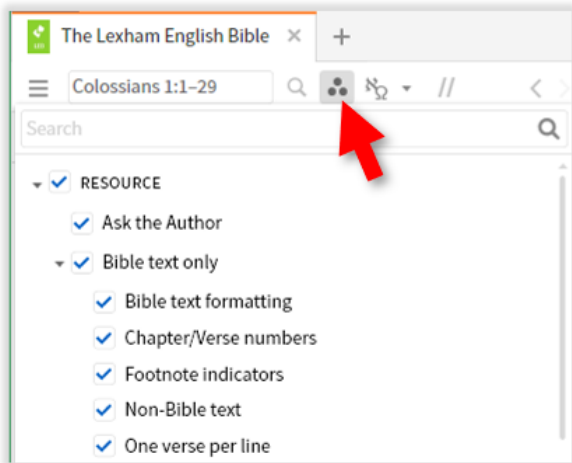 The Lexham English Bible
Colossians 1:1–29
Search
RESOURCE
Ask the Author
Bible text only
Bible text formatting
Chapter/Verse numbers
Footnote indicators
Non-Bible text
One verse per line